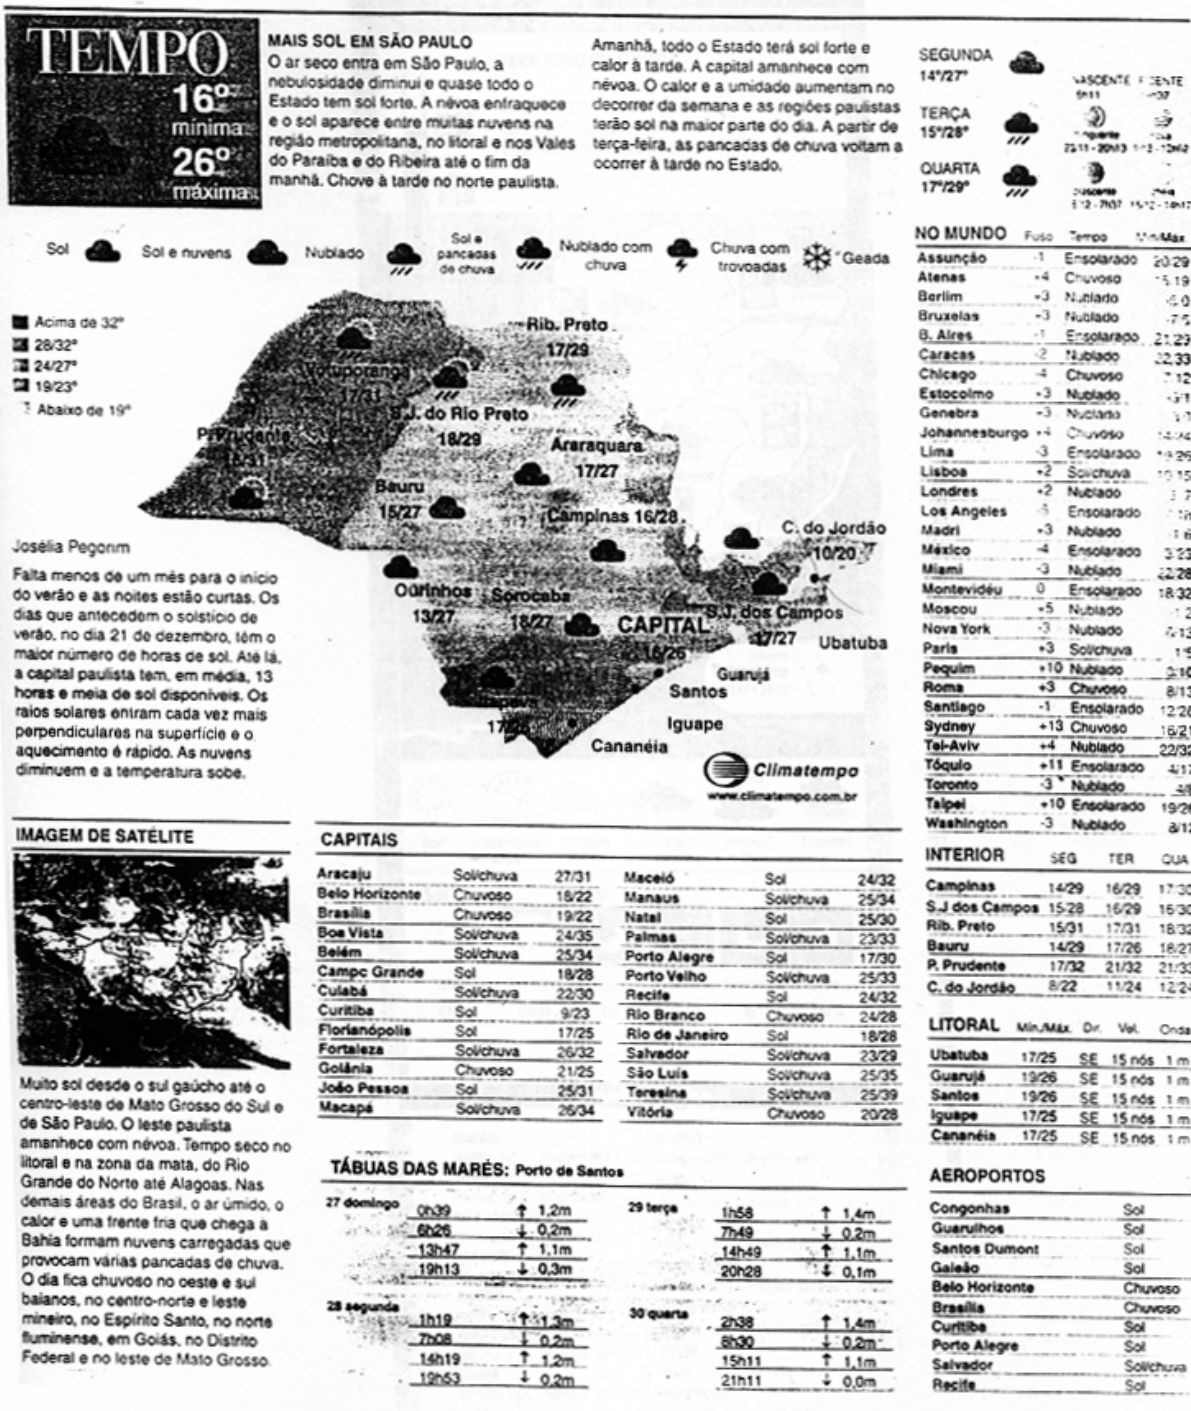 TEMPO
16º
mínima
26º
máxima
MAIS SOL EM SÃO PAULO
O ar seco entra em São Paulo, a
nebulosidade diminui e quase todo o
Estado tem sol forte. A névoa enfraquece
e o sol aparece entre muitas nuvens na
região metropolitana, no litoral e nos Vales
do Paraíba e do Ribeira até o fim da
manhã. Chove à tarde no norte paulista.
Amanhã, todo o Estado terá sol forte e
calor à tarde. A capital amanhece com
névoa. O calor e a umidade aumentam no
decorrer da semana e as regiões paulistas
terão sol na maior parte do dia. A partir de
terça-feira, as pancadas de chuva voltam a
ocorrer à tarde no Estado.
SEGUNDA
14º/27º
TERÇA
15º/28º
QUARTA
17º/29º
NASCENTE
6h11
Sol
Sol e nuvens
Nublado
Sol e
pancadas
de chuva
Nublado com
chuva
Chuva com
trovoadas
Geada
Acima de 32º
28/32º
24/27º
19/23º
Abaixo de 19º
Rib. Preto
17/29
Votuporanga
17/31
S.J. do Rio Preto
18/29
P. Prudente
Araraquara
17/27
Bauru
15/27
Campinas 16/28
C. do Jordão
10/20
Ourinhos
13/27
Sorocaba
18/27
CAPITAL
16/26
S.J. dos Campos
17/27
Ubatuba
Guarujá
Santos
Iguape
Cananéia
Climatempo
www.climatempo.com.br
Josélia Pegorim
Falta menos de um mês para o início
do verão e as noites estão curtas. Os
dias que antecedem o solstício de
verão, no dia 21 de dezembro, têm o
maior número de horas de sol. Até lá,
a capital paulista tem, em média, 13
horas e meia de sol disponíveis. Os
raios solares entram cada vez mais
perpendiculares na superfície e o
aquecimento é rápido. As nuvens
diminuem e a temperatura sobe.
NO MUNDO Fuso Tempo Mín/Máx.
Assunção -1 Ensolarado 20/29
Atenas +4 Chuvoso
Berlim +3 Nublado
Bruxelas +3 Nublado
B. Aires -1 Ensolarado 21/29
Caracas -2 Nublado 22/33
Chicago -4 Chuvoso
Estocolmo +3 Nublado
Genebra +3 Nublado
Johannesburgo +4 Chuvoso
Lima -3 Ensolarado 19/26
Lisboa +2 Sol/chuva
Londres +2 Nublado
Los Angeles Ensolarado
Madri +3 Nublado
México -4 Ensolarado 3/23
Miami -3 Nublado 22/28
Montevidéu 0 Ensolarado 18/32
Moscou +5 Nublado
Nova York -3 Nublado
Paris +3 Sol/chuva
Pequim +10 Nublado
Roma +3 Chuvoso 8/13
Santiago -1 Ensolarado 12/28
Sydney +13 Chuvoso 16/21
Tel-Aviv +4 Nublado 22/32
Tóquio +11 Ensolarado 4/17
Toronto -3 Nublado
Taipei +10 Ensolarado 19/26
Washington -3 Nublado 8/12
IMAGEM DE SATÉLITE
Muito sol desde o sul gaúcho até o
centro-leste de Mato Grosso do Sul e
de São Paulo. O leste paulista
amanhece com névoa. Tempo seco no
litoral e na zona da mata, do Rio
Grande do Norte até Alagoas. Nas
demais áreas do Brasil, o ar úmido, o
calor e uma frente fria que chega à
Bahia formam nuvens carregadas que
provocam várias pancadas de chuva.
O dia fica chuvoso no oeste e sul
baianos, no centro-norte e leste
mineiro, no Espírito Santo, no norte
fluminense, em Goiás, no Distrito
Federal e no leste de Mato Grosso.
CAPITAIS
Aracaju Sol/chuva 27/31
Belo Horizonte Chuvoso 18/22
Brasília Chuvoso 19/22
Boa Vista Sol/chuva 24/35
Belém Sol/chuva 25/34
Campo Grande Sol 18/28
Cuiabá Sol/chuva 22/30
Curitiba Sol 9/23
Florianópolis Sol 17/25
Fortaleza Sol/chuva 26/32
Goiânia Chuvoso 21/25
João Pessoa Sol 25/31
Macapá Sol/chuva 26/34
Maceió Sol 24/32
Manaus Sol/chuva 25/34
Natal Sol 25/30
Palmas Sol/chuva 23/33
Porto Alegre Sol 17/30
Porto Velho Sol/chuva 25/33
Recife Sol 24/32
Rio Branco Chuvoso 24/28
Rio de Janeiro Sol 18/28
Salvador Sol/chuva 23/29
São Luís Sol/chuva 25/35
Teresina Sol/chuva 25/39
Vitória Chuvoso 20/28
TÁBUAS DAS MARÉS: Porto de Santos
27 domingo 0h39 ↑ 1,2m
6h26 ↓ 0,2m
13h47 ↑ 1,1m
19h13 ↓ 0,3m
28 segunda 1h19 ↑ 1,3m
7h08 ↓ 0,2m
14h19 ↑ 1,2m
19h53 ↓ 0,2m
29 terça 1h58 ↑ 1,4m
7h49 ↓ 0,2m
14h49 ↑ 1,1m
20h28 ↓ 0,1m
30 quarta 2h38 ↑ 1,4m
8h30 ↓ 0,2m
15h11 ↑ 1,1m
21h11 ↓ 0,0m
INTERIOR SEG TER QUA
Campinas 14/29 16/29 17/30
S.J dos Campos 15/28 16/29 16/30
Rib. Preto 15/31 17/31 18/32
Bauru 14/29 17/26 18/27
P. Prudente 17/32 21/32 21/33
C. do Jordão 8/22 11/24 12/24
LITORAL Mín./Máx. Dir. Vel. Onda
Ubatuba 17/25 SE 15 nós 1 m
Guarujá 19/26 SE 15 nós 1 m
Santos 19/26 SE 15 nós 1 m
Iguape 17/25 SE 15 nós 1 m
Cananéia 17/25 SE 15 nós 1 m
AEROPORTOS
Congonhas Sol
Guarulhos Sol
Santos Dumont Sol
Galeão Sol
Belo Horizonte Chuvoso
Brasília Chuvoso
Curitiba Sol
Porto Alegre Sol
Salvador Sol/chuva
Recife Sol